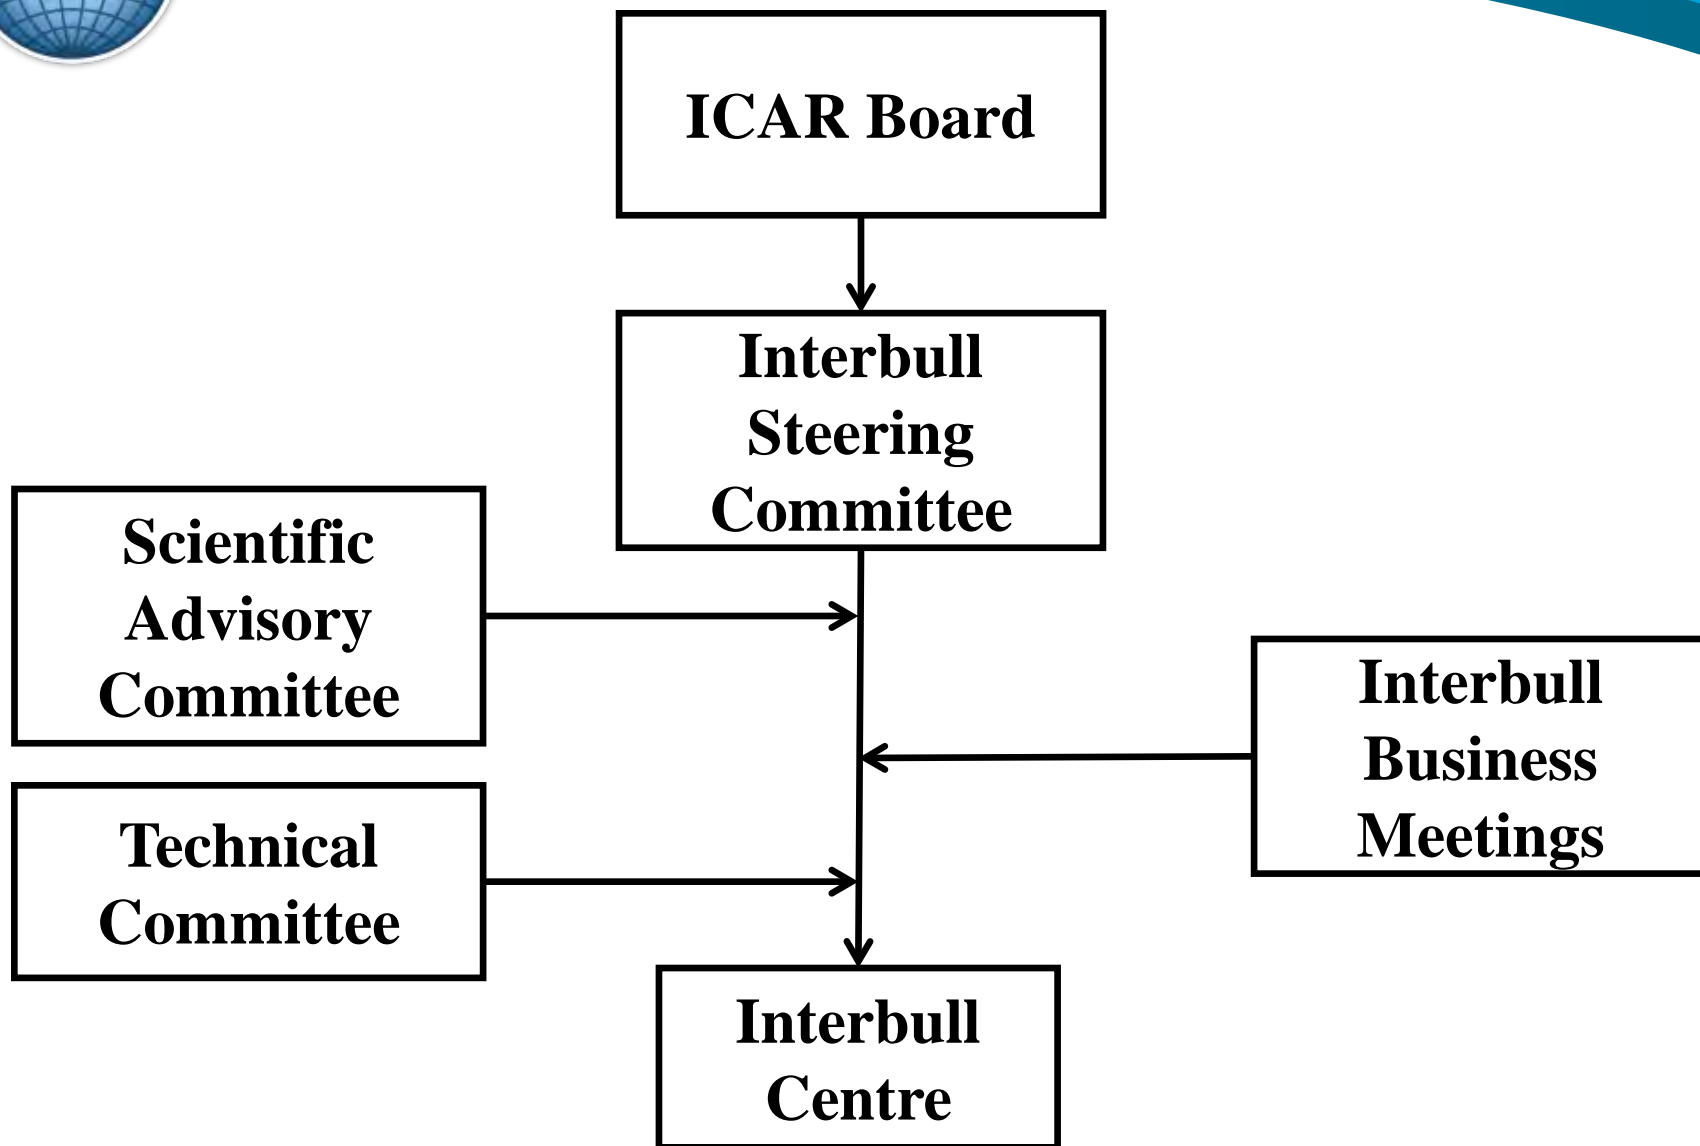 ICAR Board
Interbull
Steering
Committee
Scientific
Advisory
Committee
Interbull
Business
Meetings
Technical
Committee
Interbull
Centre